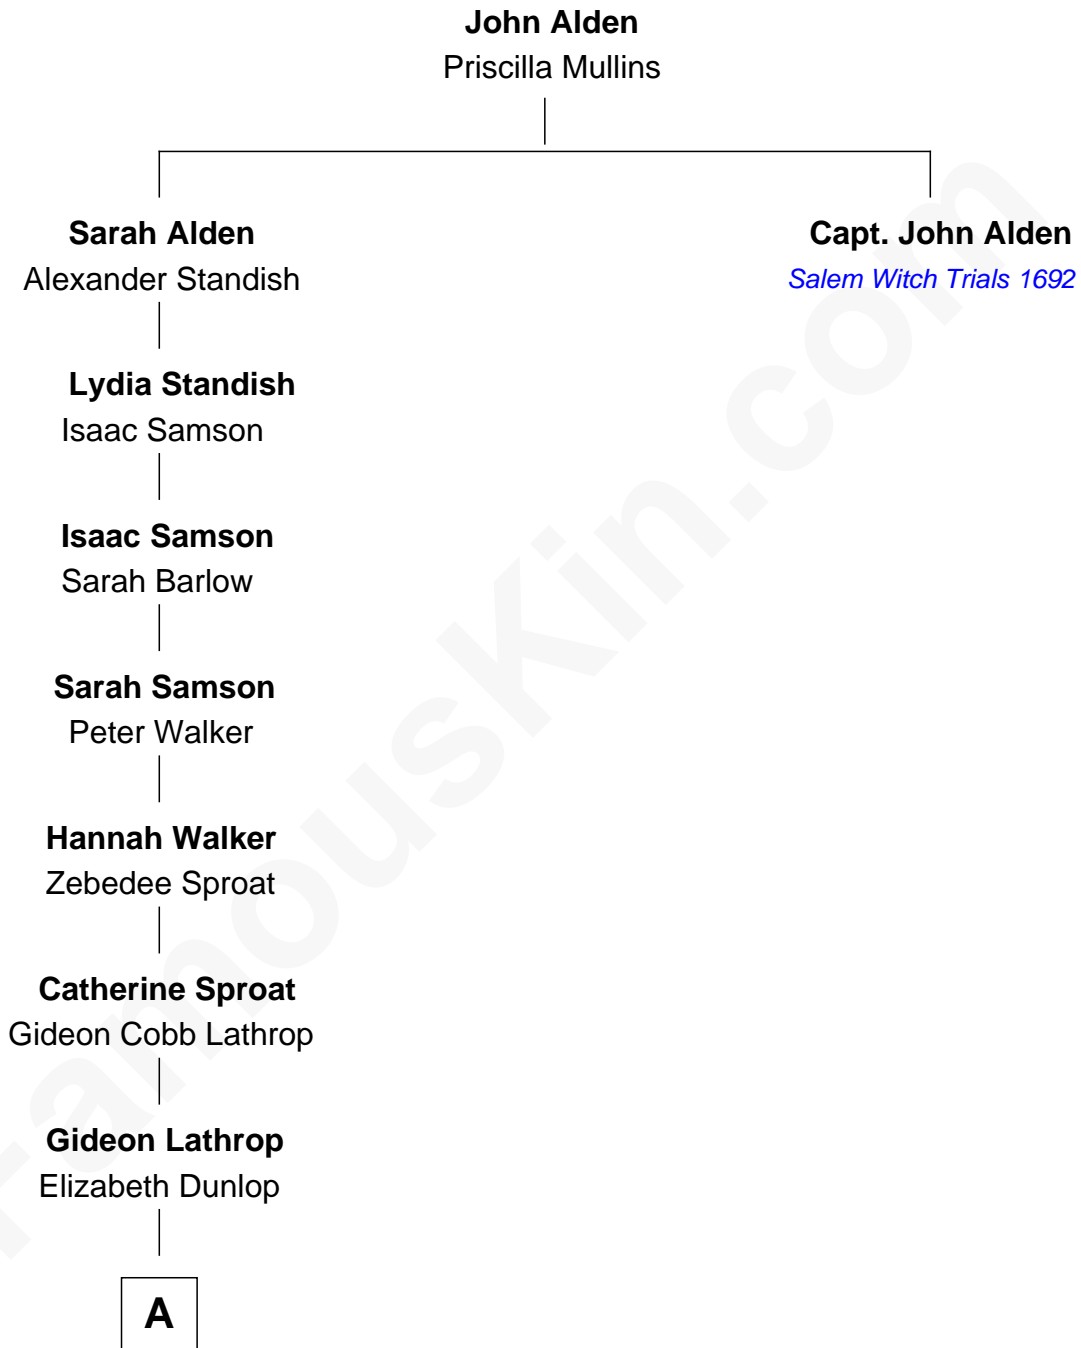 John Alden
Priscilla Mullins
Sarah Alden
Alexander Standish
Capt. John Alden
Salem Witch Trials 1692
Lydia Standish
Isaac Samson
Isaac Samson
Sarah Barlow
Sarah Samson
Peter Walker
Hannah Walker
Zebedee Sproat
Catherine Sproat
Gideon Cobb Lathrop
Gideon Lathrop
Elizabeth Dunlop
A
FamousKin.com